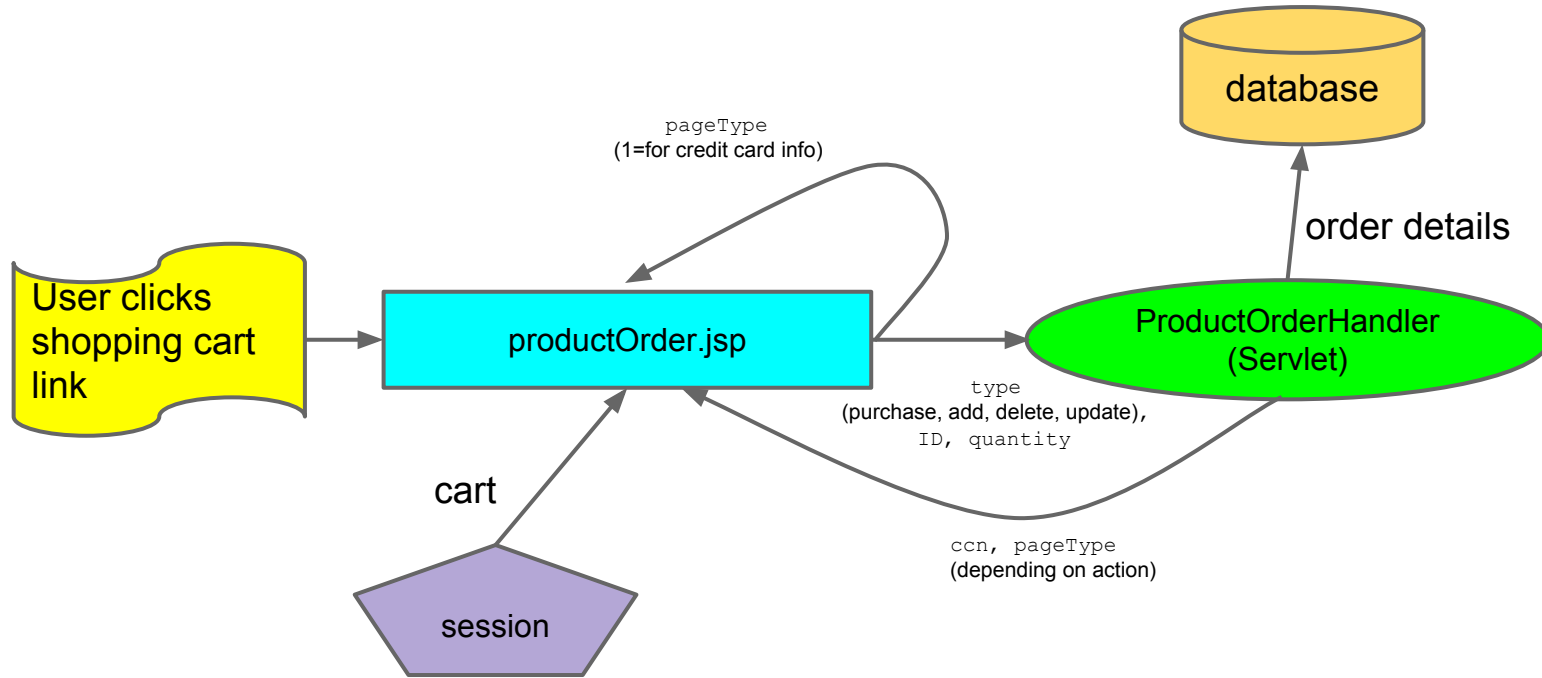 database
pageType
(1=for credit card info)
order details
User clicks
shopping cart
link
productOrder.jsp
ProductOrderHandler
(Servlet)
type
(purchase, add, delete, update),
ID, quantity
cart
ccn, pageType
(depending on action)
session